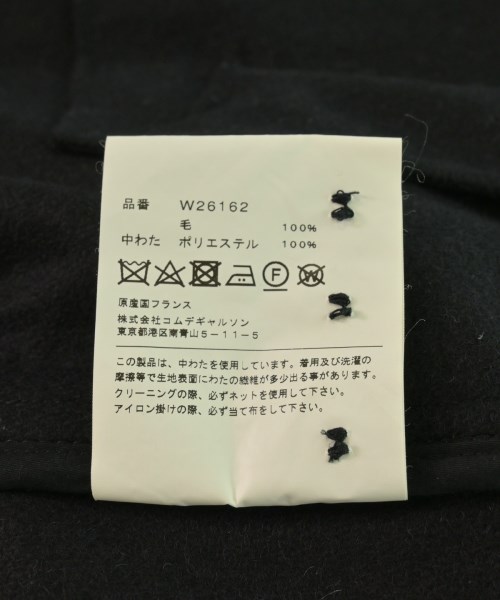 品番 W26162
毛 100%
中わた ポリエステル 100%
F W
原産国フランス
株式会社コムデギャルソン
東京都港区南青山5-11-5
この製品は、中わたを使用しています。着用及び洗濯の
摩擦等で生地表面にわたの繊維が多少出る事があります。
クリーニングの際、必ずネットを使用して下さい。
アイロン掛けの際、必ず当て布をして下さい。